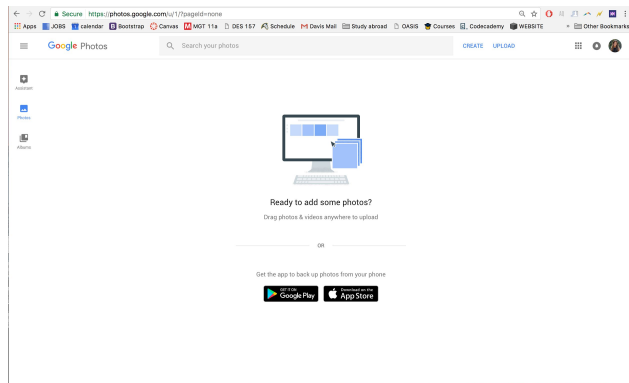 Secure https://photos.google.com/u/1/?pageId=none
Apps JOBS calendar Bootstrap Canvas MGT 11a DES 157 Schedule Davis Mail Study abroad OASIS Courses Codecademy WEBSITE » Other Bookmarks
Google Photos Search your photos CREATE UPLOAD
Assistant
Photos
Albums
Ready to add some photos?
Drag photos & videos anywhere to upload
OR
Get the app to back up photos from your phone
GET IT ON
Google Play
Download on the
App Store